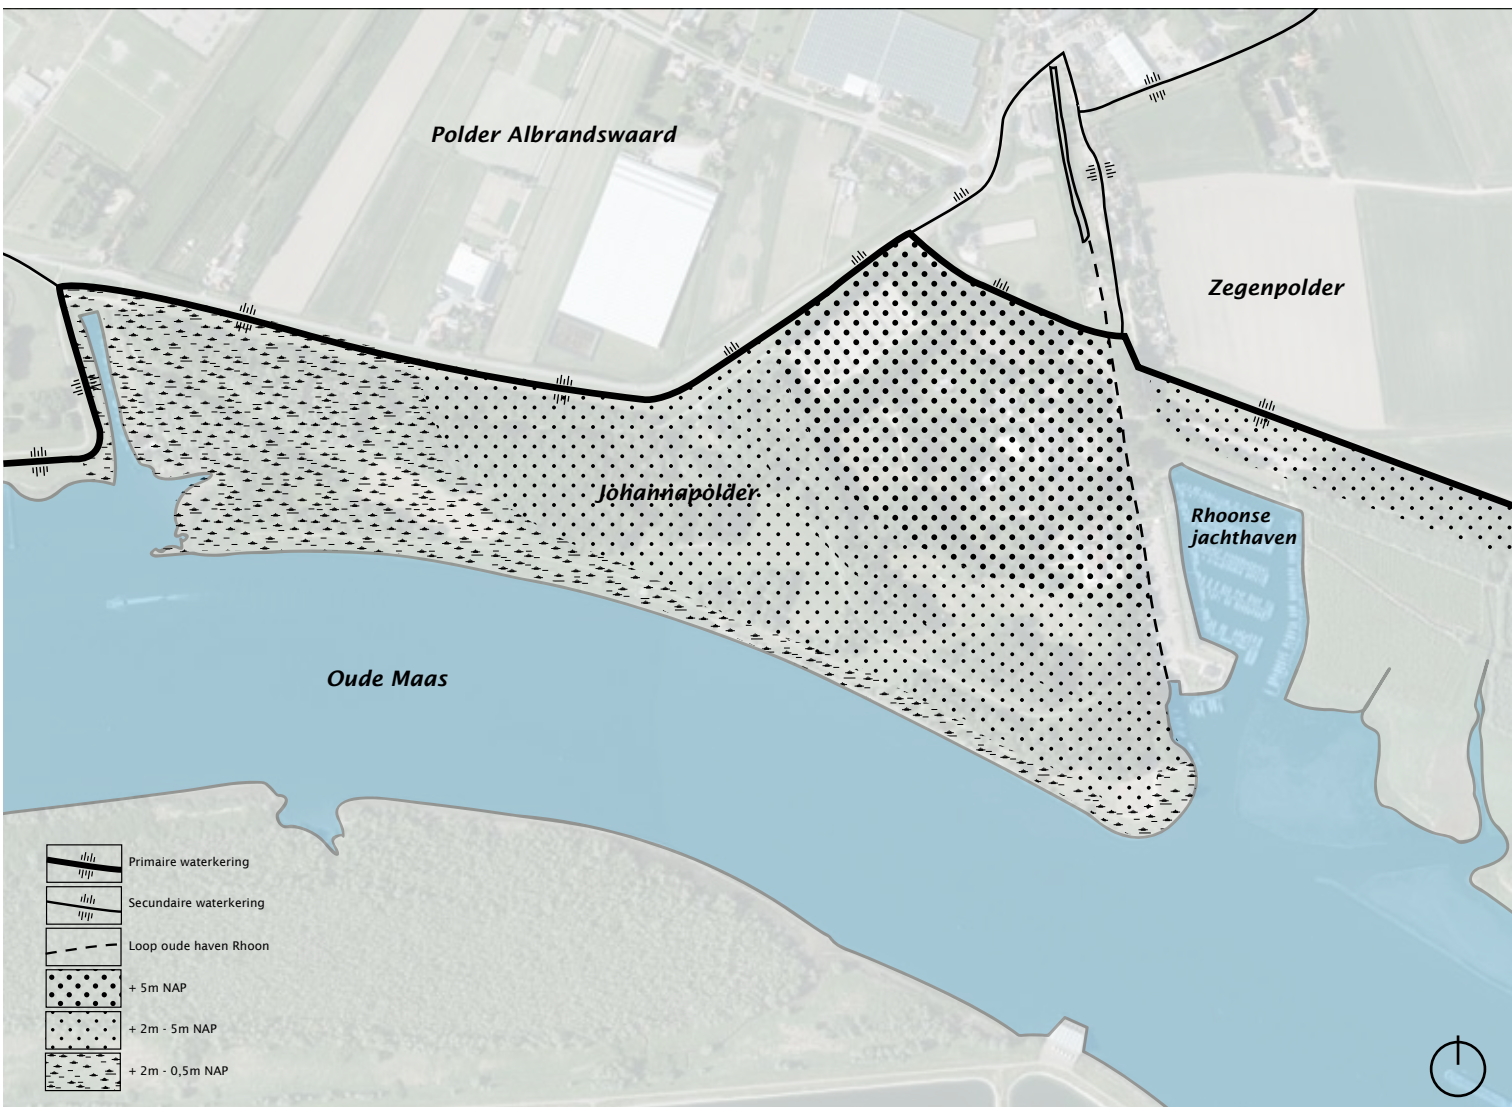 Polder Albrandswaard
Zegenpolder
Johannapolder
Rhoonse
jachthaven
Oude Maas
Primaire waterkering
Secundaire waterkering
Loop oude haven Rhoon
+ 5m NAP
+ 2m - 5m NAP
+ 2m - 0,5m NAP